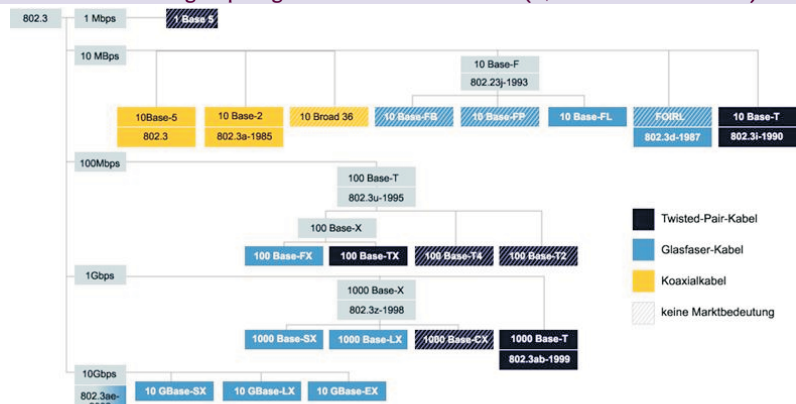 802.3
1 Mbps
1 Base 5
10 MBps
10 Base-F
802.23j-1993
10Base-5
10 Base-2
10 Broad 36
10 Base-FB
10 Base-FP
10 Base-FL
FOIRL
10 Base-T
802.3
802.3a-1985
802.3d-1987
802.3i-1990
100Mbps
100 Base-T
802.3u-1995
100 Base-X
100 Base-FX
100 Base-TX
100 Base-T4
100 Base-T2
Twisted-Pair-Kabel
Glasfaser-Kabel
Koaxialkabel
keine Marktbedeutung
1Gbps
1000 Base-X
802.3z-1998
1000 Base-SX
1000 Base-LX
1000 Base-CX
1000 Base-T
802.3ab-1999
10Gbps
10 GBase-SX
10 GBase-LX
10 GBase-EX
802.3ae-